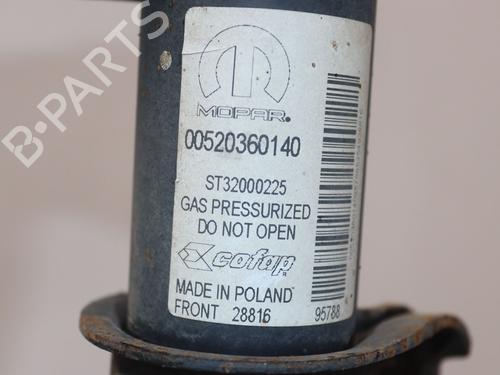 MOPAR®
00520360140
ST32000225
GAS PRESSURIZED
DO NOT OPEN
cofap
MADE IN POLAND
FRONT 28816 95788
B-PARTS